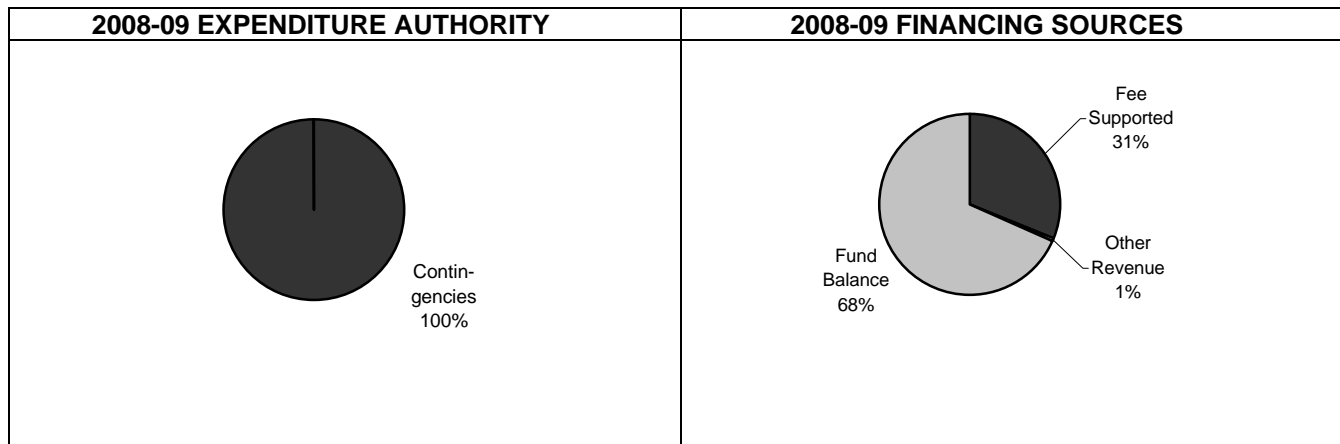 2008-09 EXPENDITURE AUTHORITY
2008-09 FINANCING SOURCES
Contin-
gencies
100%
Fee
Supported
31%
Other
Revenue
1%
Fund
Balance
68%